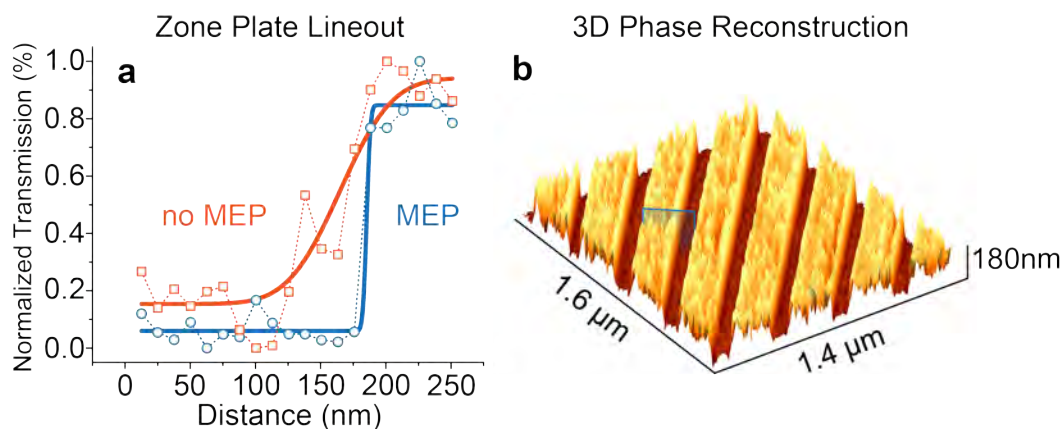 Zone Plate Lineout
3D Phase Reconstruction
a
b
Normalized Transmission (%)
1.0
0.8
0.6
0.4
0.2
0.0
no MEP
MEP
0 50 100 150 200 250
Distance (nm)
1.6 μm
1.4 μm
180nm